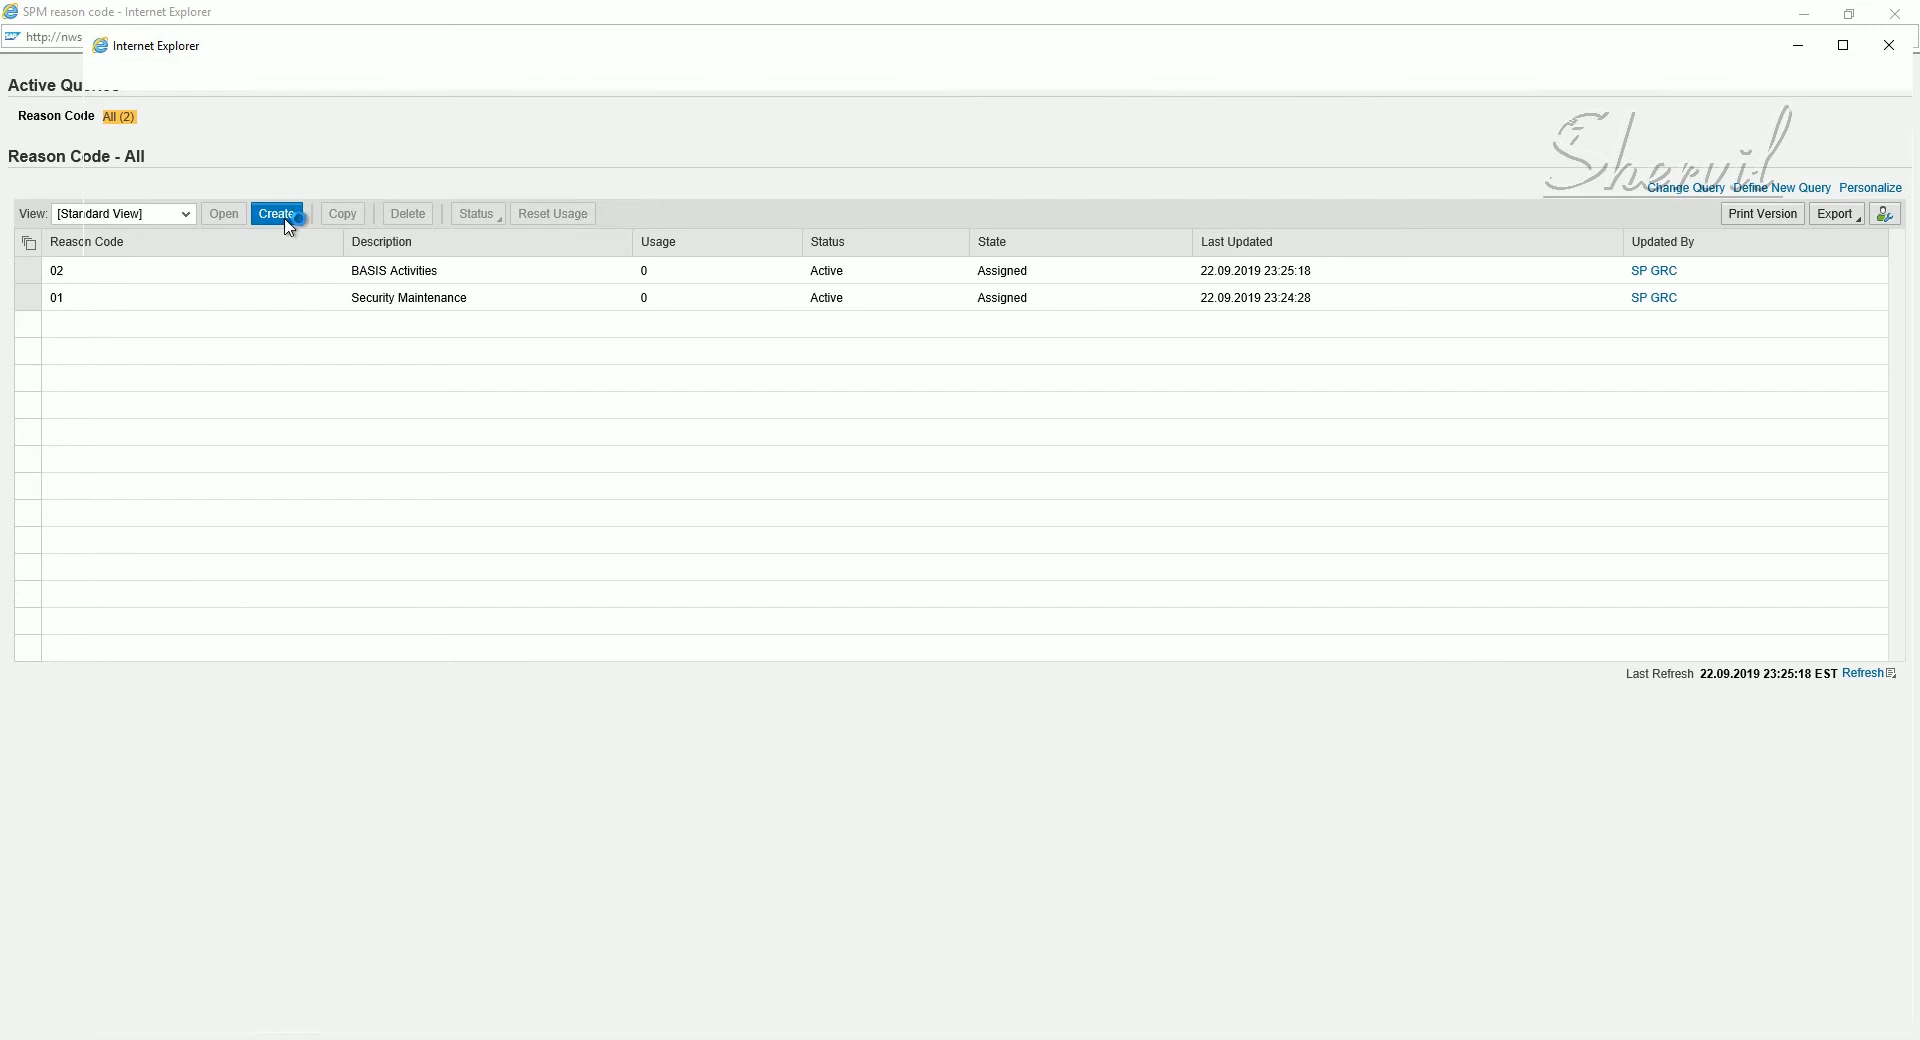 SPM reason code - Internet Explorer
http://nws
Internet Explorer
Active Qu
Reason Code All (2)
Reason Code - All
Shervil
Change Query Define New Query Personalize
View: [Standard View] Open Create Copy Delete Status Reset Usage Print Version Export
Reason Code Description Usage Status State Last Updated Updated By
02 BASIS Activities 0 Active Assigned 22.09.2019 23:25:18 SP GRC
01 Security Maintenance 0 Active Assigned 22.09.2019 23:24:28 SP GRC
Last Refresh 22.09.2019 23:25:18 EST Refresh